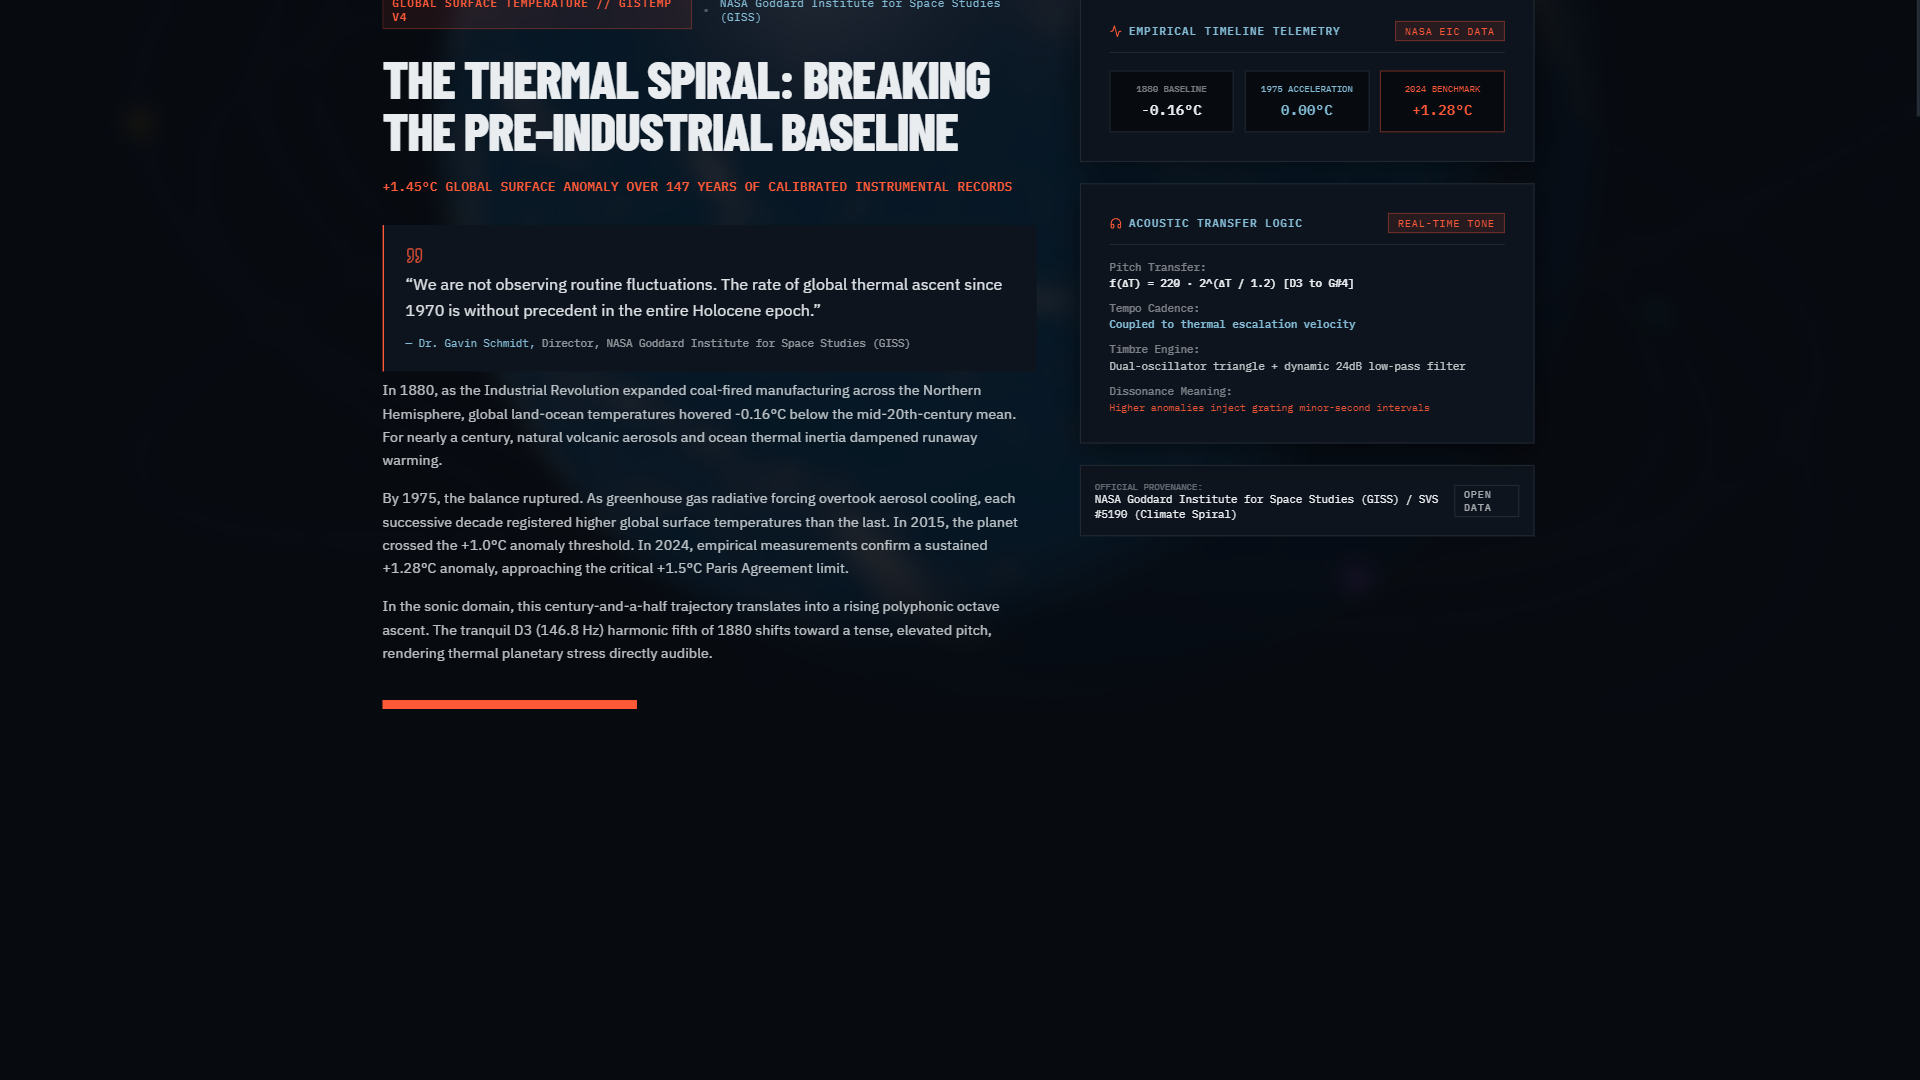 GLOBAL SURFACE TEMPERATURE // GISTEMP
V4
NASA Goddard Institute for Space Studies
(GISS)
THE THERMAL SPIRAL: BREAKING
THE PRE-INDUSTRIAL BASELINE
+1.45°C GLOBAL SURFACE ANOMALY OVER 147 YEARS OF CALIBRATED INSTRUMENTAL RECORDS
“We are not observing routine fluctuations. The rate of global thermal ascent since
1970 is without precedent in the entire Holocene epoch.”
— Dr. Gavin Schmidt, Director, NASA Goddard Institute for Space Studies (GISS)
In 1880, as the Industrial Revolution expanded coal-fired manufacturing across the Northern
Hemisphere, global land-ocean temperatures hovered -0.16°C below the mid-20th-century mean.
For nearly a century, natural volcanic aerosols and ocean thermal inertia dampened runaway
warming.
By 1975, the balance ruptured. As greenhouse gas radiative forcing overtook aerosol cooling, each
successive decade registered higher global surface temperatures than the last. In 2015, the planet
crossed the +1.0°C anomaly threshold. In 2024, empirical measurements confirm a sustained
+1.28°C anomaly, approaching the critical +1.5°C Paris Agreement limit.
In the sonic domain, this century-and-a-half trajectory translates into a rising polyphonic octave
ascent. The tranquil D3 (146.8 Hz) harmonic fifth of 1880 shifts toward a tense, elevated pitch,
rendering thermal planetary stress directly audible.
EMPIRICAL TIMELINE TELEMETRY
NASA EIC DATA
1880 BASELINE
-0.16°C
1975 ACCELERATION
0.00°C
2024 BENCHMARK
+1.28°C
ACOUSTIC TRANSFER LOGIC
REAL-TIME TONE
Pitch Transfer:
f(ΔT) = 220 · 2^(ΔT / 1.2) [D3 to G#4]
Tempo Cadence:
Coupled to thermal escalation velocity
Timbre Engine:
Dual-oscillator triangle + dynamic 24dB low-pass filter
Dissonance Meaning:
Higher anomalies inject grating minor-second intervals
OFFICIAL PROVENANCE:
NASA Goddard Institute for Space Studies (GISS) / SVS
#5190 (Climate Spiral)
OPEN
DATA